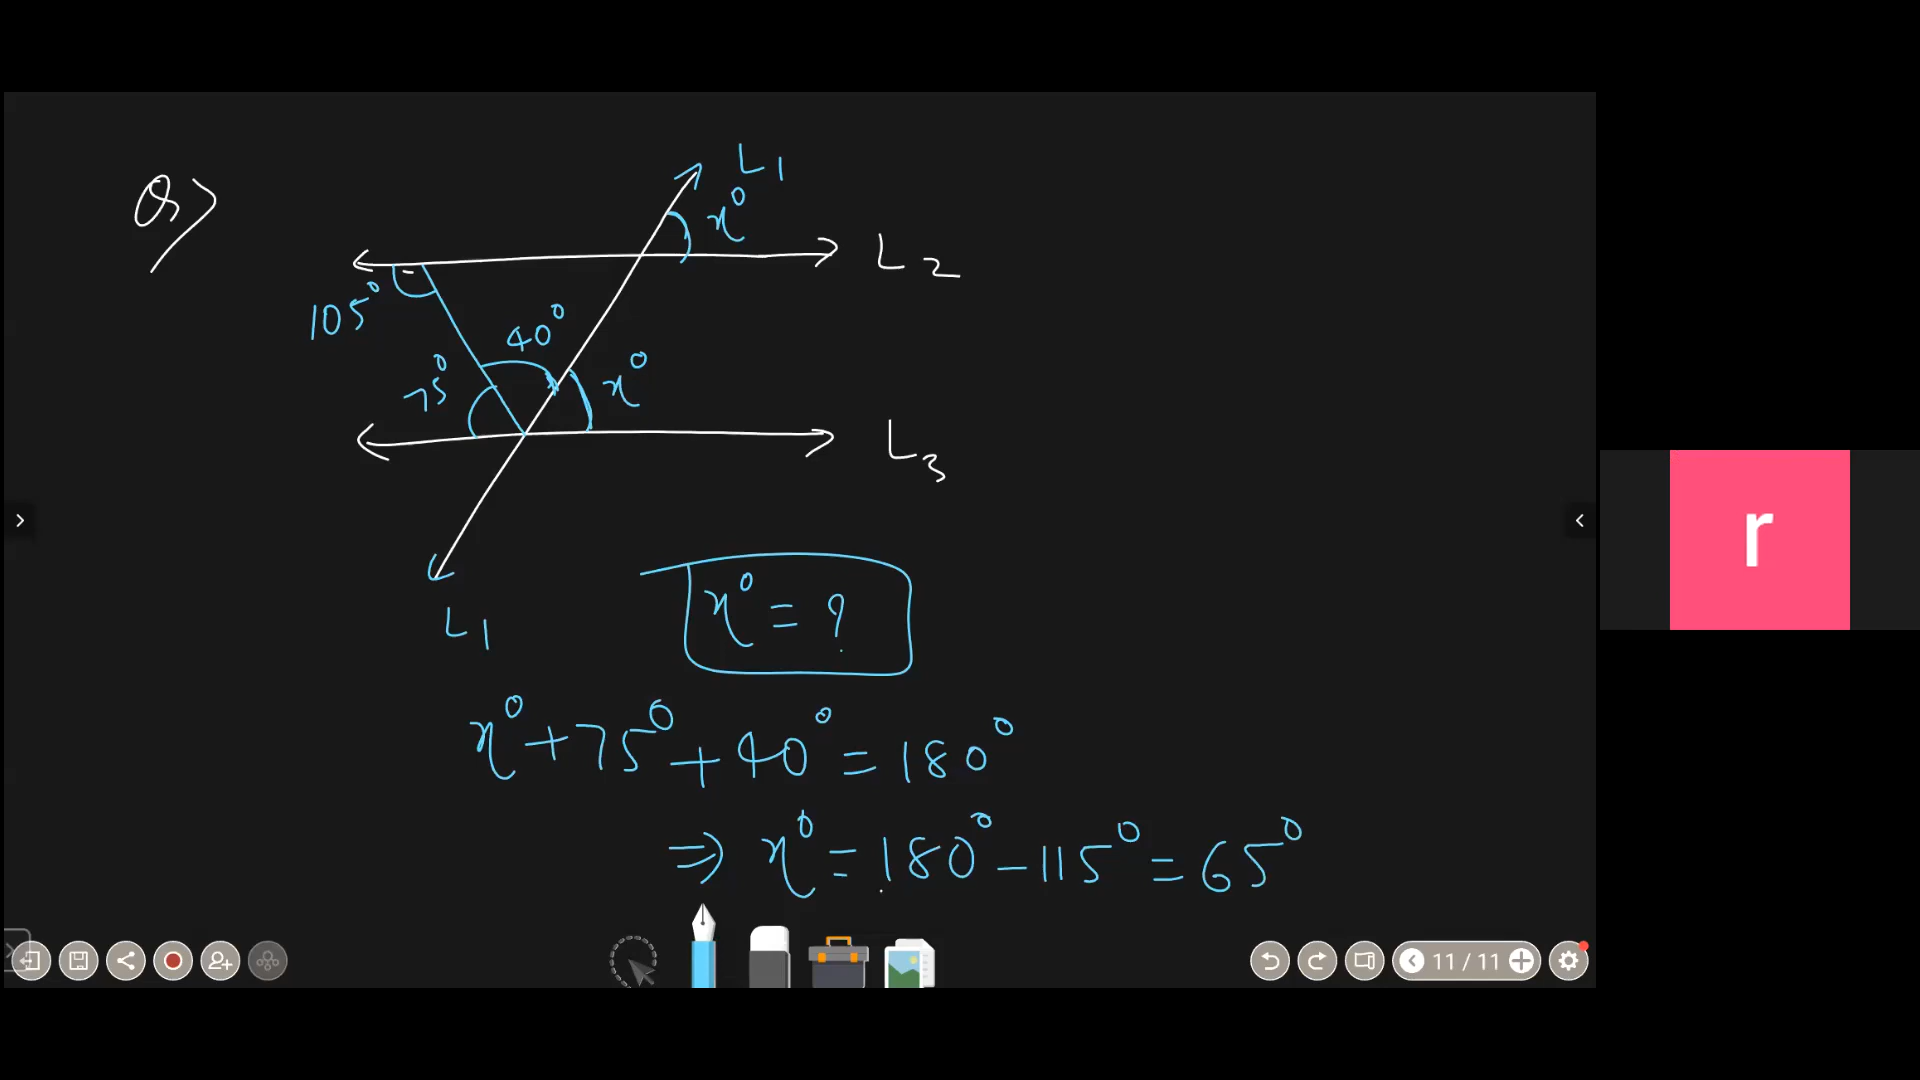 Q>
L1
x°
L2
105°
40°
75°
x°
L3
L1
x° = ?
x° + 75° + 40° = 180°
⇒ x° = 180° - 115° = 65°
r
11 / 11